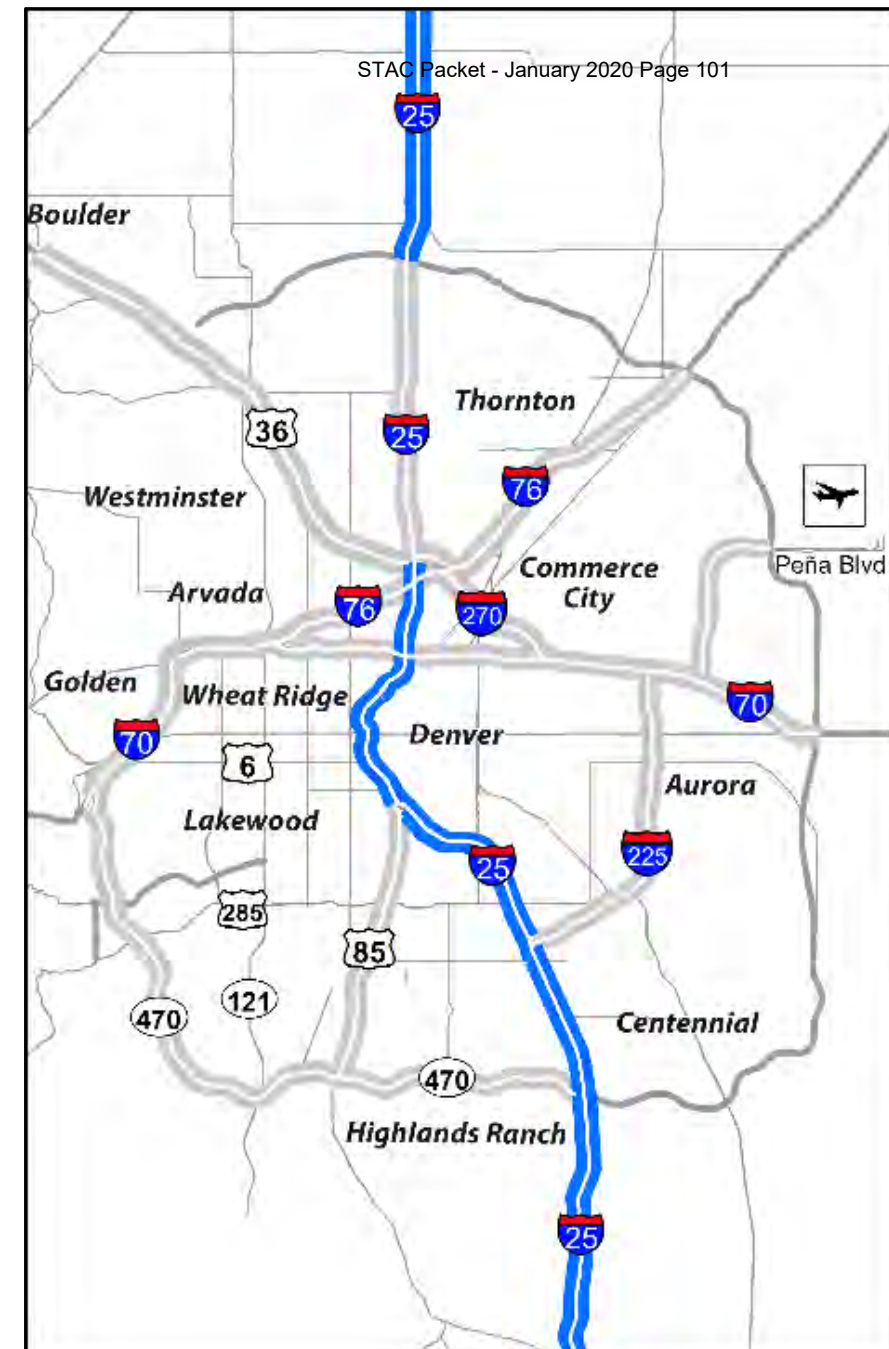 STAC Packet - January 2020 Page 101
25
Boulder
Thornton
36
25
76
Westminster
Peña Blvd
Commerce
City
Arvada
76
270
Golden
Wheat Ridge
70
70
Denver
6
Aurora
Lakewood
225
25
285
85
121
470
Centennial
470
Highlands Ranch
25